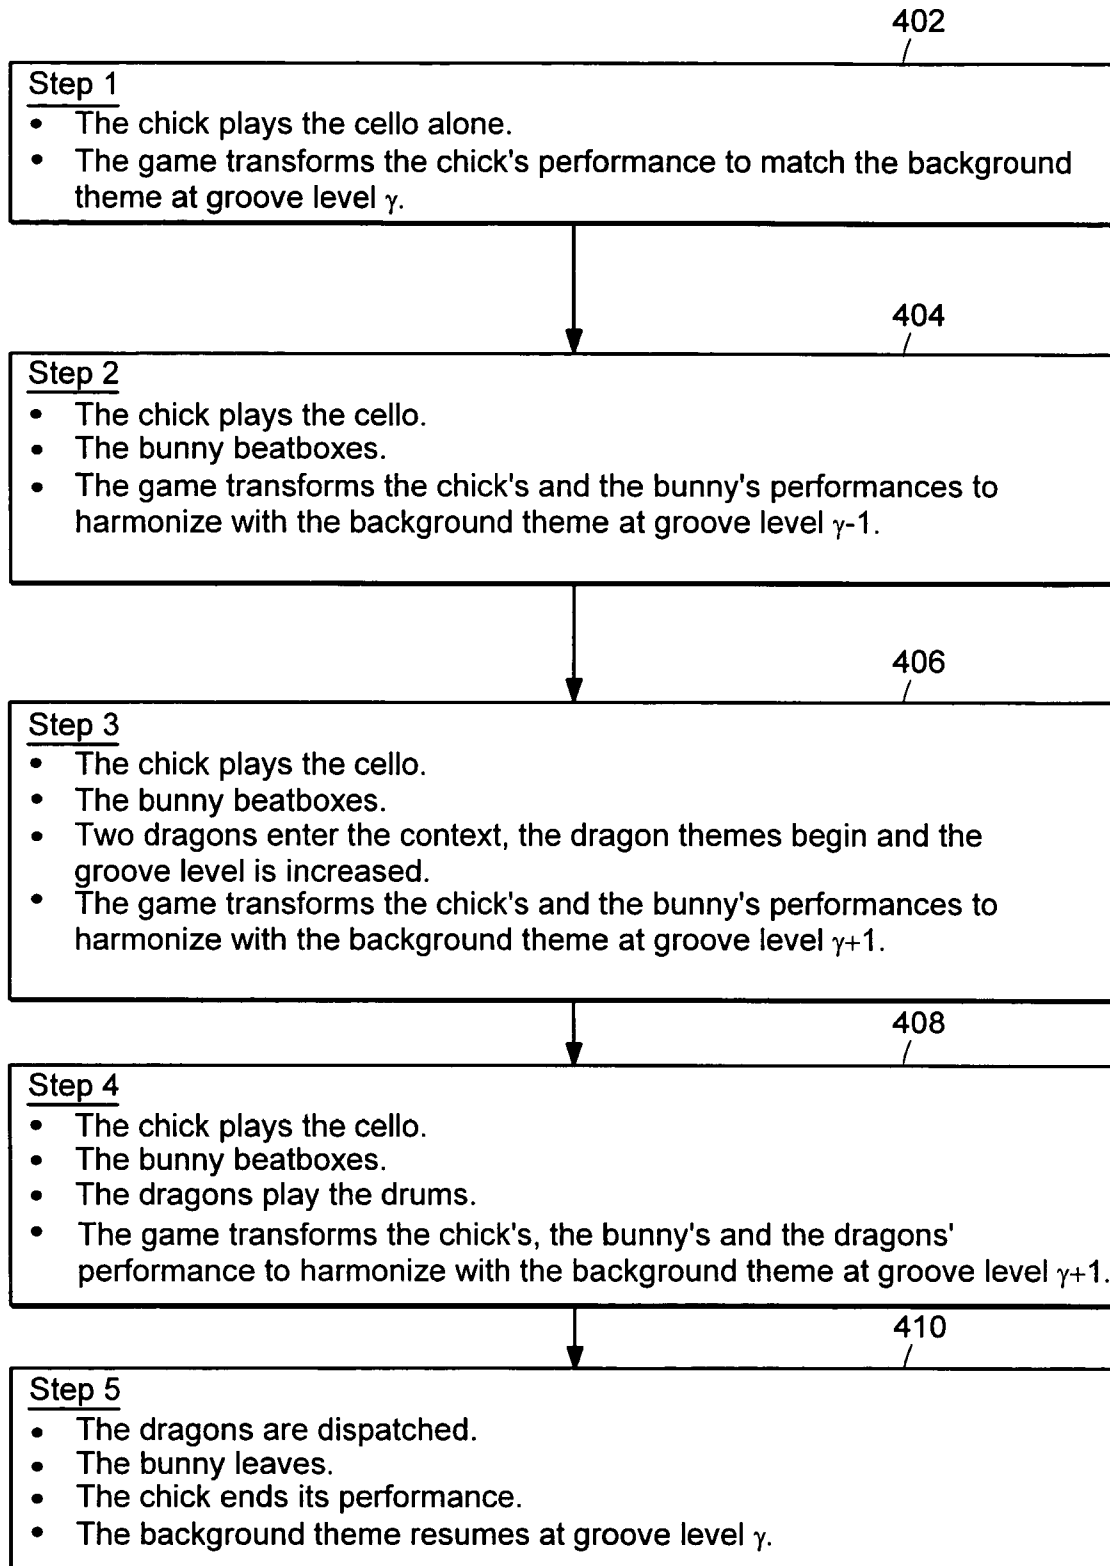 402
Step 1
• The chick plays the cello alone.
• The game transforms the chick's performance to match the background
theme at groove level γ.
404
Step 2
• The chick plays the cello.
• The bunny beatboxes.
• The game transforms the chick's and the bunny's performances to
harmonize with the background theme at groove level γ-1.
406
Step 3
• The chick plays the cello.
• The bunny beatboxes.
• Two dragons enter the context, the dragon themes begin and the
groove level is increased.
• The game transforms the chick's and the bunny's performances to
harmonize with the background theme at groove level γ+1.
408
Step 4
• The chick plays the cello.
• The bunny beatboxes.
• The dragons play the drums.
• The game transforms the chick's, the bunny's and the dragons'
performance to harmonize with the background theme at groove level γ+1.
410
Step 5
• The dragons are dispatched.
• The bunny leaves.
• The chick ends its performance.
• The background theme resumes at groove level γ.